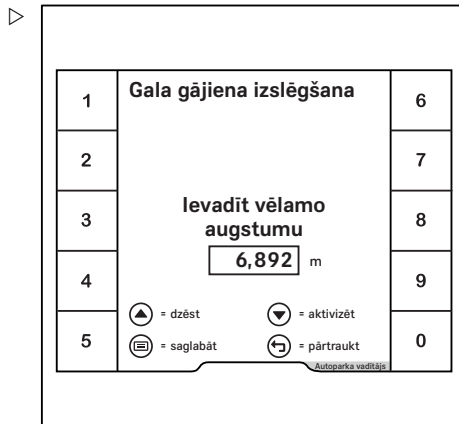 Gala gājiena izslēgšana
1
6
2
7
3
Ievadīt vēlamo
augstumu
8
6,892 m
4
9
= dzēst = aktivizēt
5
= saglabāt = pārtraukt
0
Autoparka vadītājs